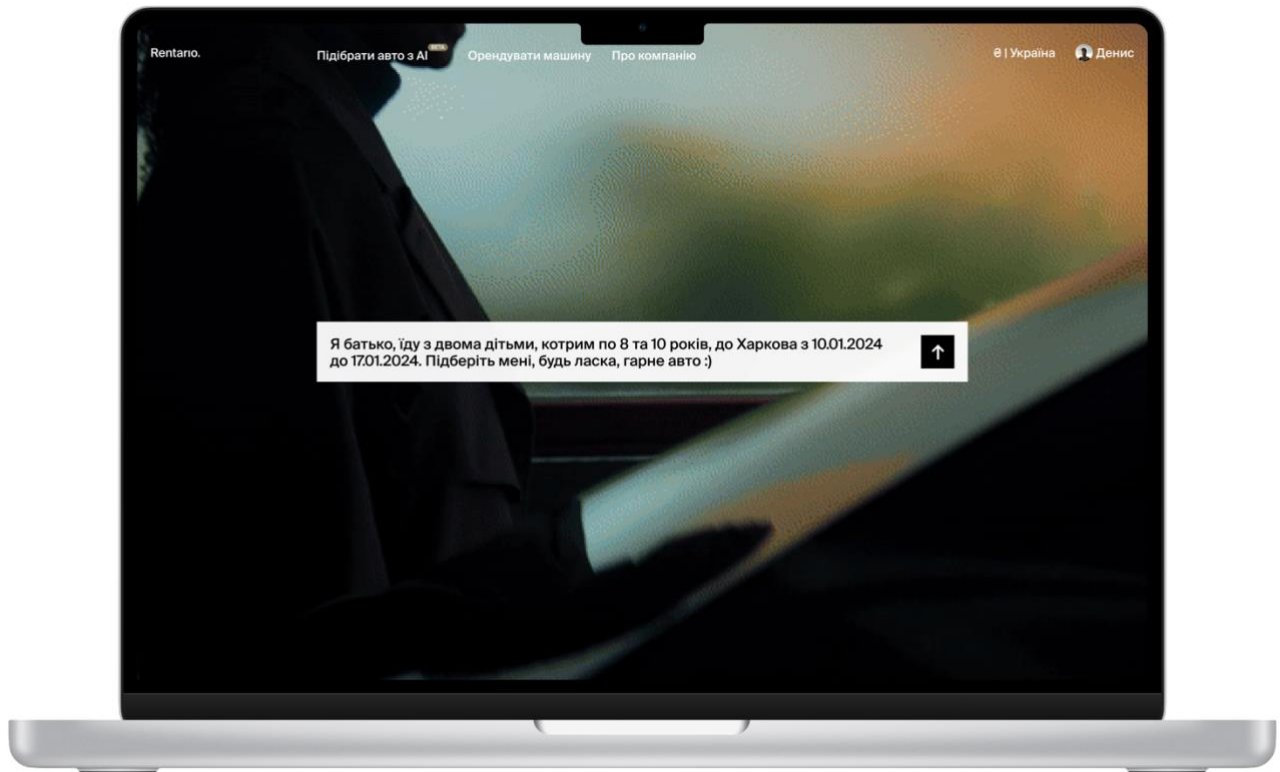 Rentario.
Підібрати авто з AI
BETA
Орендувати машину
Про компанію
₴ | Україна
Денис
Я батько, їду з двома дітьми, котрим по 8 та 10 років, до Харкова з 10.01.2024
до 17.01.2024. Підберіть мені, будь ласка, гарне авто :)